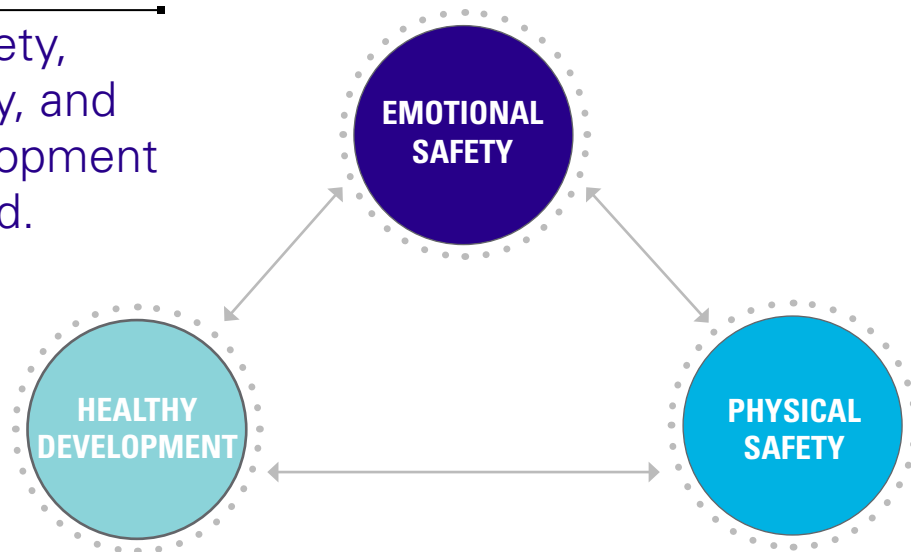 ety,
y, and
opment
d.
EMOTIONAL
SAFETY
HEALTHY
DEVELOPMENT
PHYSICAL
SAFETY